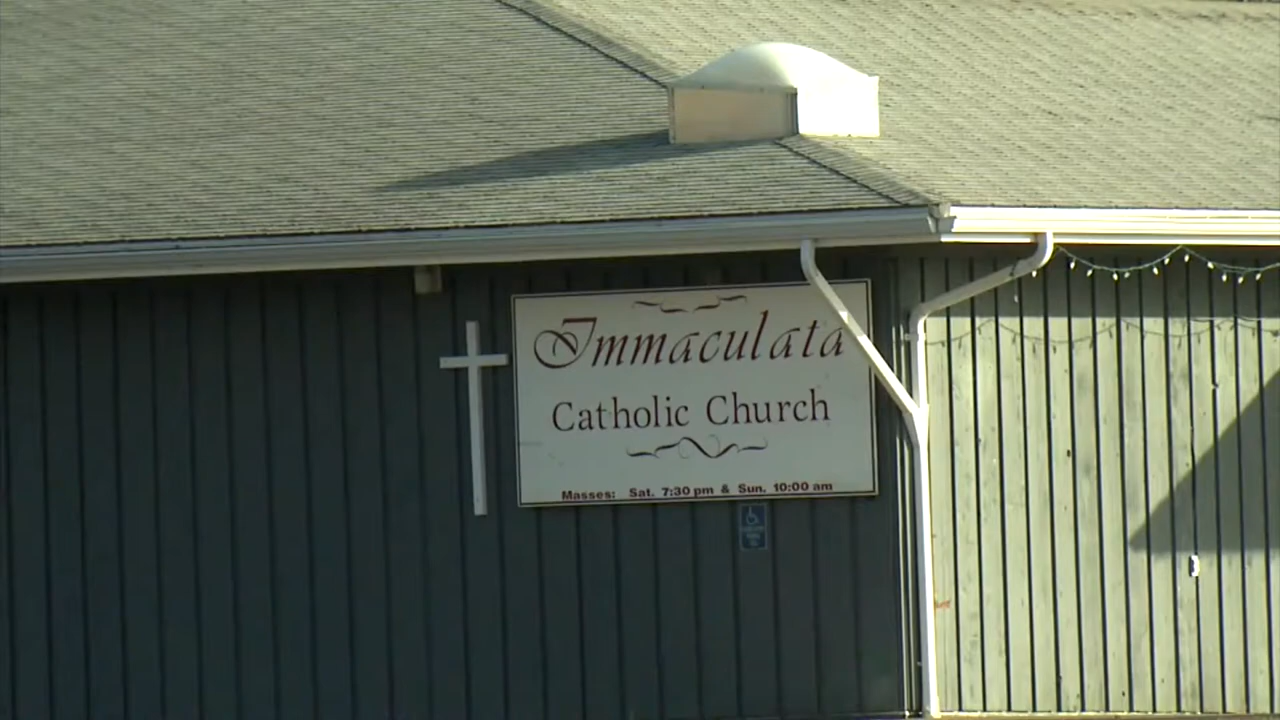 Immaculata
Catholic Church
Masses: Sat. 7:30 pm & Sun. 10:00 am